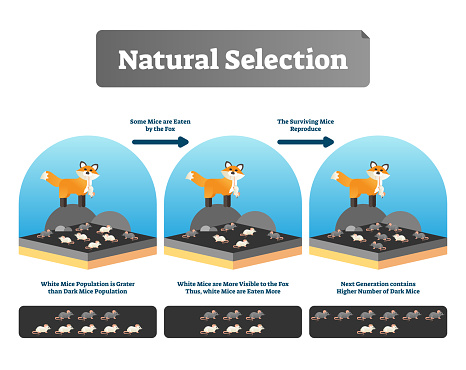 Natural Selection
Some Mice are Eaten
by the Fox
The Surviving Mice
Reproduce
White Mice Population is Grater
than Dark Mice Population
White Mice are More Visible to the Fox
Thus, white Mice are Eaten More
Next Generation contains
Higher Number of Dark Mice